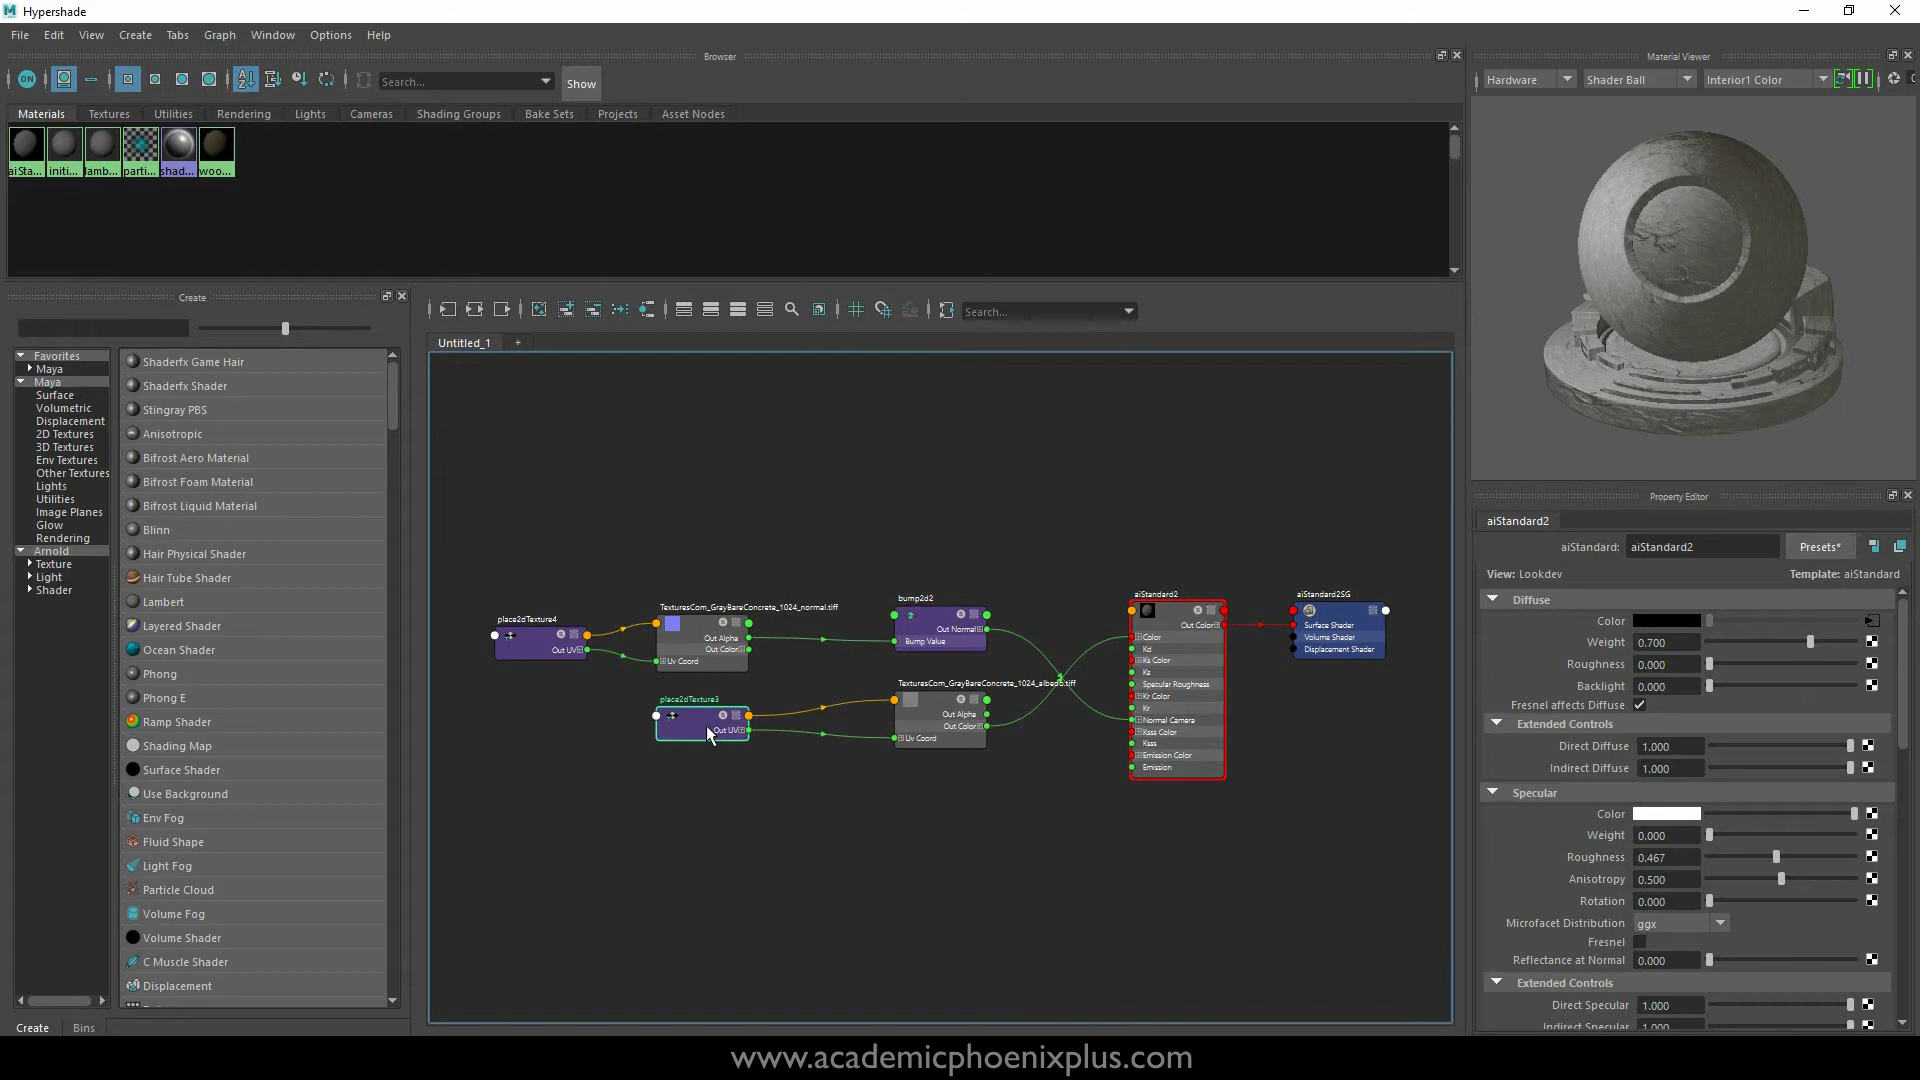 Hypershade
File Edit View Create Tabs Graph Window Options Help
Browser
ON
Search...
Show
Materials Textures Utilities Rendering Lights Cameras Shading Groups Bake Sets Projects Asset Nodes
aiSta... initi... lamb... parti... shad... woo...
Create
Favorites
Maya
Maya
Surface
Volumetric
Displacement
2D Textures
3D Textures
Env Textures
Other Textures
Lights
Utilities
Image Planes
Glow
Rendering
Arnold
Texture
Light
Shader
Shaderfx Game Hair
Shaderfx Shader
Stingray PBS
Anisotropic
Bifrost Aero Material
Bifrost Foam Material
Bifrost Liquid Material
Blinn
Hair Physical Shader
Hair Tube Shader
Lambert
Layered Shader
Ocean Shader
Phong
Phong E
Ramp Shader
Shading Map
Surface Shader
Use Background
Env Fog
Fluid Shape
Light Fog
Particle Cloud
Volume Fog
Volume Shader
C Muscle Shader
Displacement
Create Bins
Search...
Untitled_1 +
place2dTexture4
Out UV
TexturesCom_GrayBareConcrete_1024_normal.tiff
Out Alpha
Out Color
Uv Coord
bump2d2
Out Normal
Bump Value
place2dTexture3
Out UV
TexturesCom_GrayBareConcrete_1024_albedo.tiff
Out Alpha
Out Color
Uv Coord
aiStandard2
Out Color
Color
Kd
Ks Color
Ks
Specular Roughness
Kr Color
Kr
Normal Camera
Ksss Color
Ksss
Emission Color
Emission
aiStandard2SG
Surface Shader
Volume Shader
Displacement Shader
Material Viewer
Hardware Shader Ball Interior1 Color
Property Editor
aiStandard2
aiStandard: aiStandard2 Presets*
View: Lookdev Template: aiStandard
Diffuse
Color
Weight 0.700
Roughness 0.000
Backlight 0.000
Fresnel affects Diffuse
Extended Controls
Direct Diffuse 1.000
Indirect Diffuse 1.000
Specular
Color
Weight 0.000
Roughness 0.467
Anisotropy 0.500
Rotation 0.000
Microfacet Distribution ggx
Fresnel
Reflectance at Normal 0.000
Extended Controls
Direct Specular 1.000
Indirect Specular 1.000
www.academicphoenixplus.com